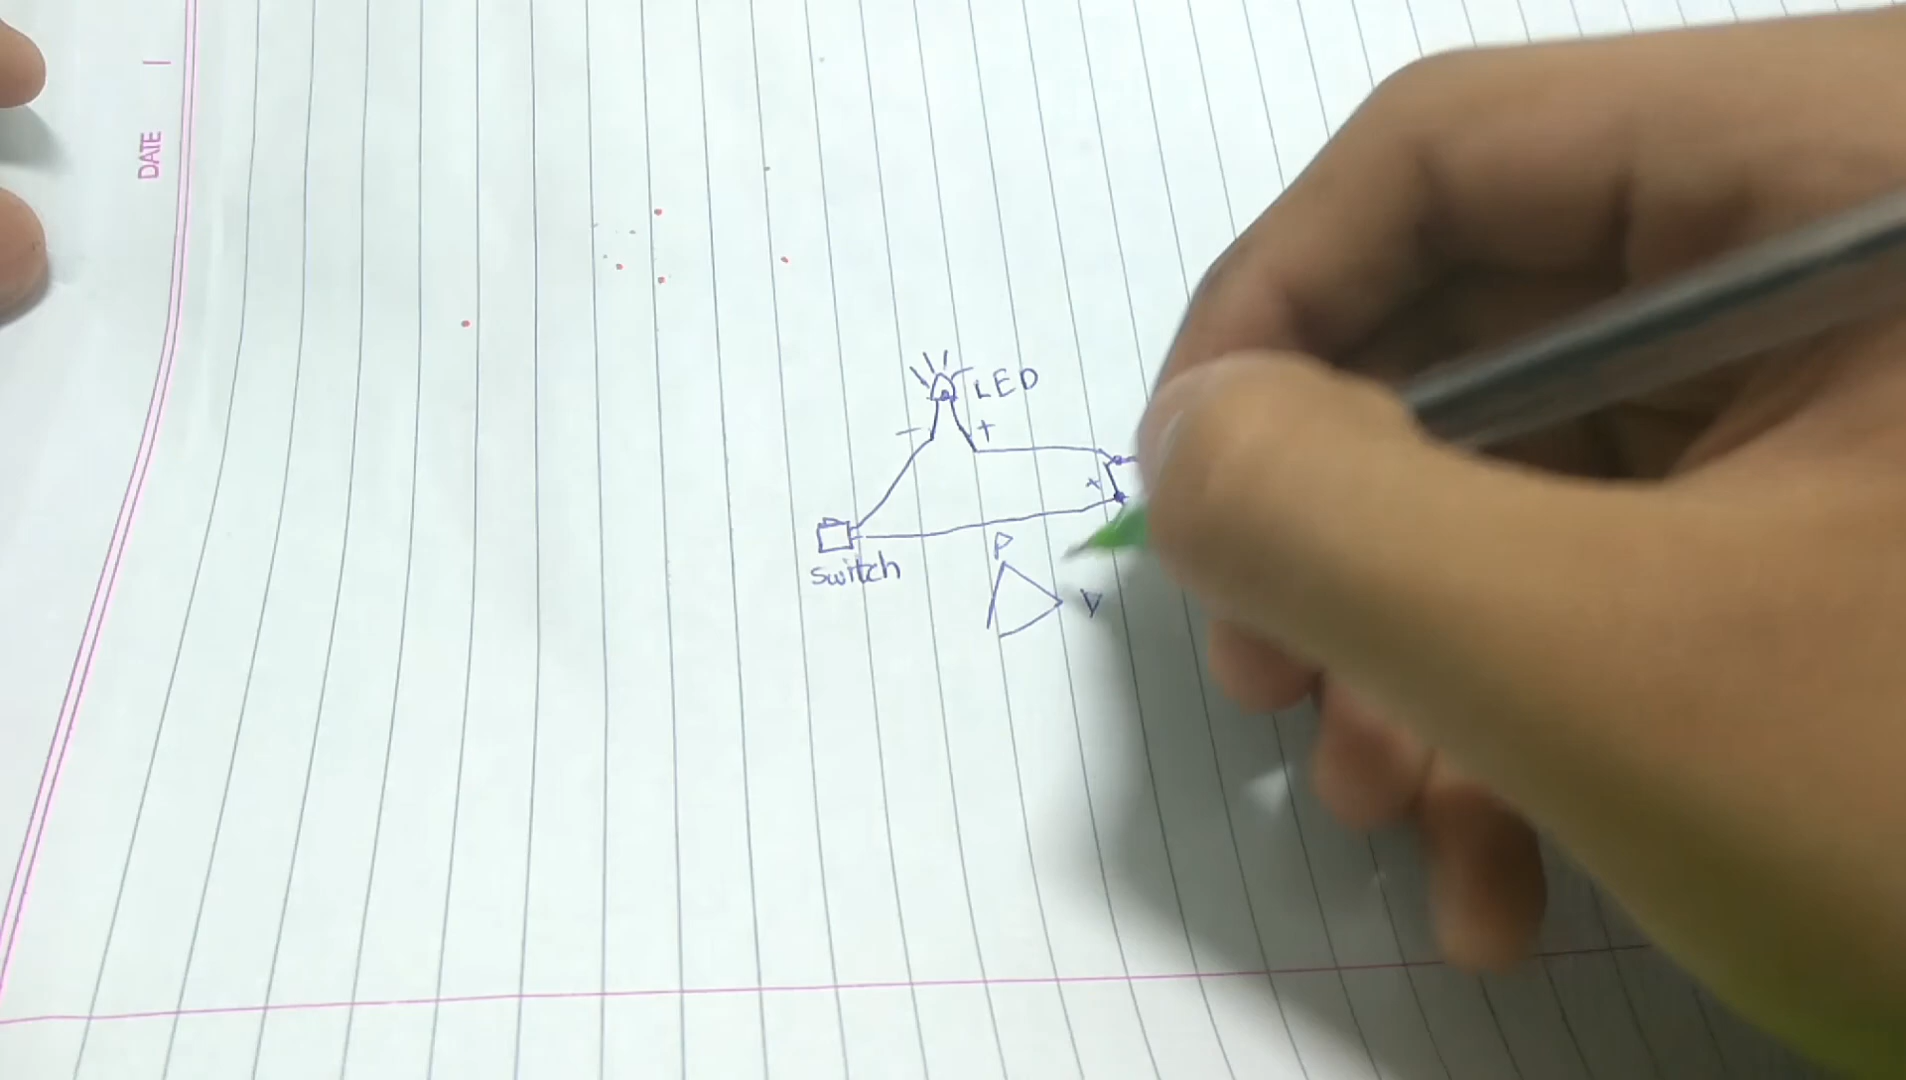 DATE
LED
- +
x
switch
P
V